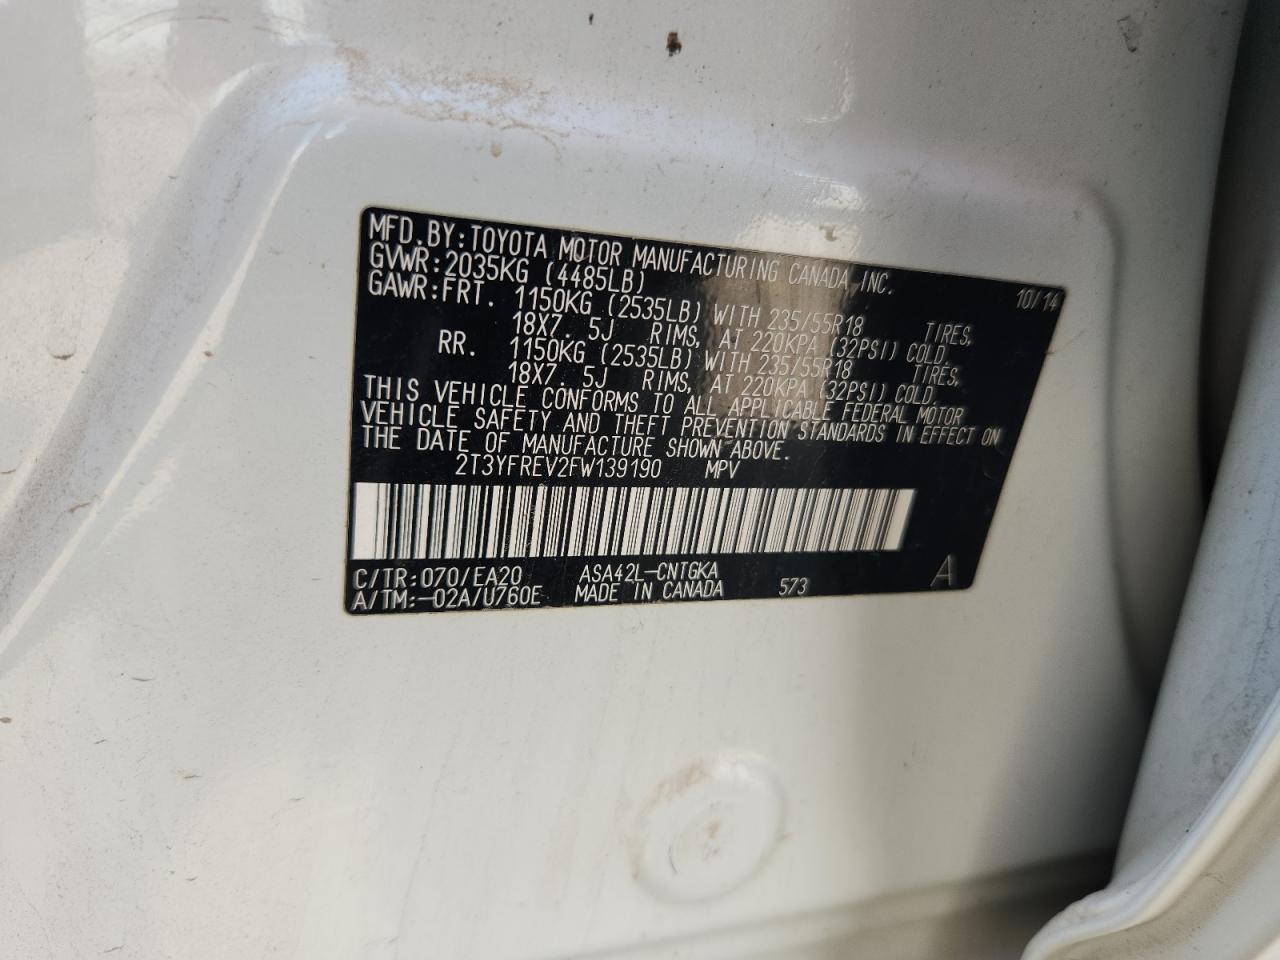 MFD.BY:TOYOTA MOTOR MANUFACTURING CANADA,INC.
10/14
GVWR:2035KG (4485LB)
GAWR:FRT. 1150KG (2535LB) WITH 235/55R18 TIRES,
18X7. 5J RIMS, AT 220KPA (32PSI) COLD.
RR. 1150KG (2535LB) WITH 235/55R18 TIRES,
18X7. 5J RIMS, AT 220KPA (32PSI) COLD.
THIS VEHICLE CONFORMS TO ALL APPLICABLE FEDERAL MOTOR
VEHICLE SAFETY AND THEFT PREVENTION STANDARDS IN EFFECT ON
THE DATE OF MANUFACTURE SHOWN ABOVE.
2T3YFREV2FW139190 MPV
C/TR:070/EA20 ASA42L-CNTGKA
A/TM:-02A/U760E MADE IN CANADA 573 A